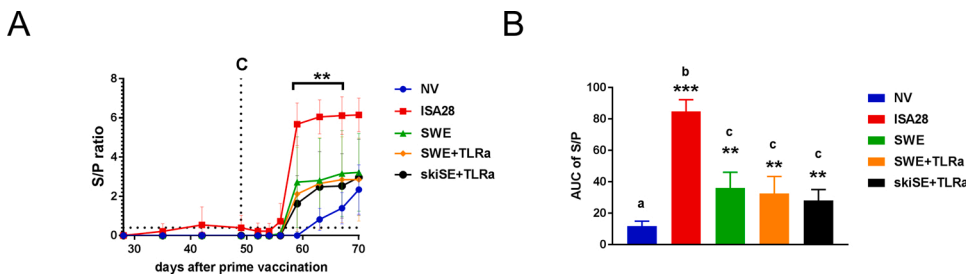 A
B
C
**
S/P ratio
8
6
4
2
0
30 40 50 60 70
days after prime vaccination
NV
ISA28
SWE
SWE+TLRa
skiSE+TLRa
AUC of S/P
100
80
60
40
20
0
a
b
***
c
**
c
**
c
**
NV
ISA28
SWE
SWE+TLRa
skiSE+TLRa